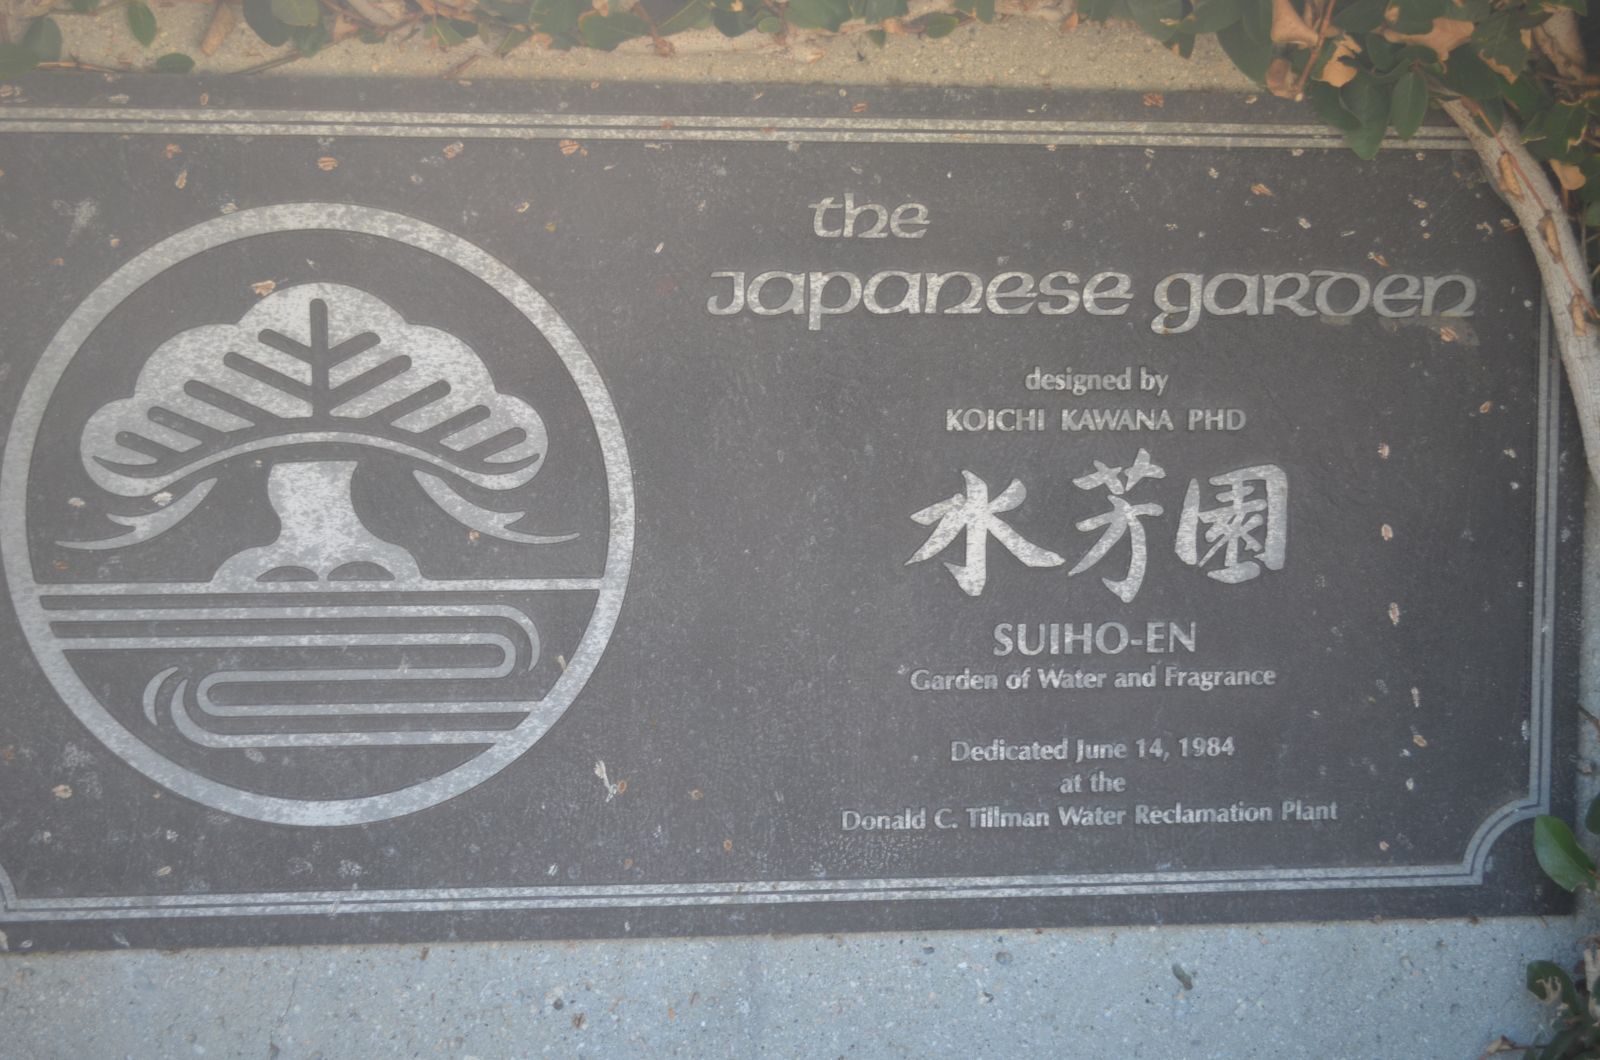 the
Japanese garden
designed by
KOICHI KAWANA PHD
水芳園
SUIHO-EN
Garden of Water and Fragrance
Dedicated June 14, 1984
at the
Donald C. Tillman Water Reclamation Plant